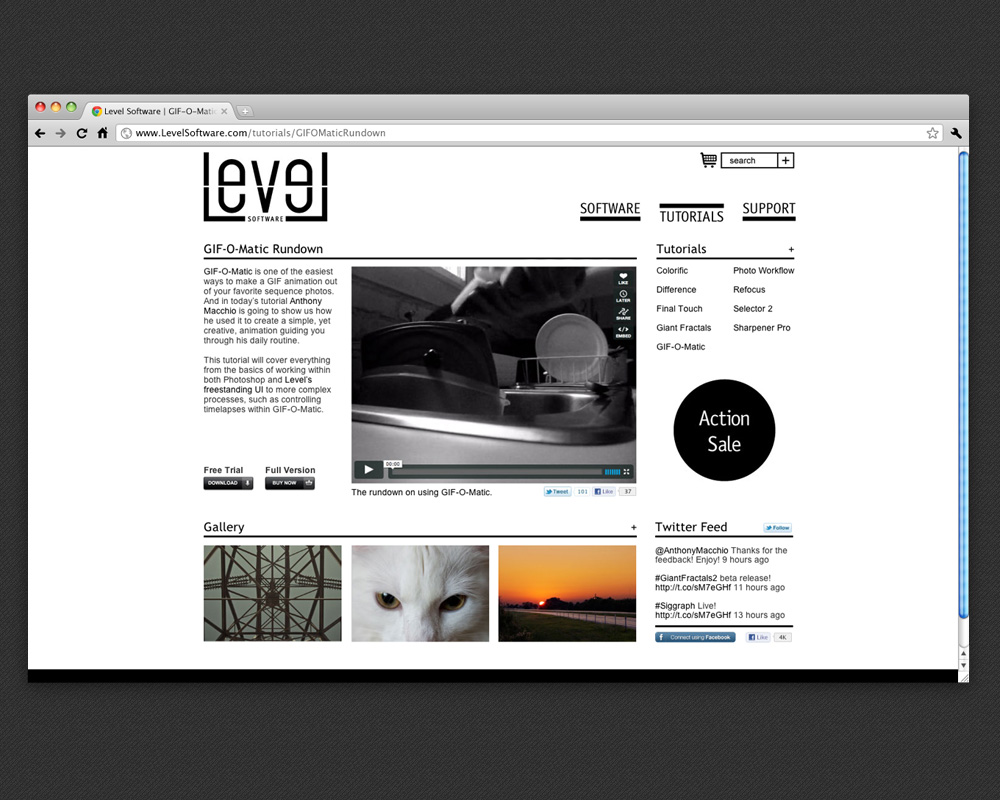 Level Software | GIF-O-Mati
www.LevelSoftware.com/tutorials/GIFOMaticRundown
level
SOFTWARE
search +
SOFTWARE TUTORIALS SUPPORT
GIF-O-Matic Rundown
GIF-O-Matic is one of the easiest
ways to make a GIF animation out
of your favorite sequence photos.
And in today's tutorial Anthony
Macchio is going to show us how
he used it to create a simple, yet
creative, animation guiding you
through his daily routine.
This tutorial will cover everything
from the basics of working within
both Photoshop and Level's
freestanding UI to more complex
processes, such as controlling
timelapses within GIF-O-Matic.
Free Trial Full Version
DOWNLOAD BUY NOW
LIKE
LATER
SHARE
EMBED
00:00
The rundown on using GIF-O-Matic.
Tweet 101 Like 37
Tutorials +
Colorific Photo Workflow
Difference Refocus
Final Touch Selector 2
Giant Fractals Sharpener Pro
GIF-O-Matic
Action
Sale
Gallery +
Twitter Feed Follow
@AnthonyMacchio Thanks for the
feedback! Enjoy! 9 hours ago
#GiantFractals2 beta release!
http://t.co/sM7eGHf 11 hours ago
#Siggraph Live!
http://t.co/sM7eGHf 13 hours ago
Connect using Facebook Like 4K